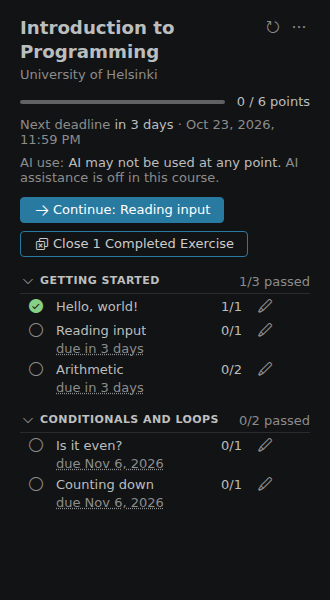 Introduction to
Programming
University of Helsinki
0 / 6 points
Next deadline in 3 days · Oct 23, 2026,
11:59 PM
AI use: AI may not be used at any point. AI
assistance is off in this course.
→ Continue: Reading input
Close 1 Completed Exercise
GETTING STARTED 1/3 passed
Hello, world! 1/1
Reading input 0/1
due in 3 days
Arithmetic 0/2
due in 3 days
CONDITIONALS AND LOOPS 0/2 passed
Is it even? 0/1
due Nov 6, 2026
Counting down 0/1
due Nov 6, 2026